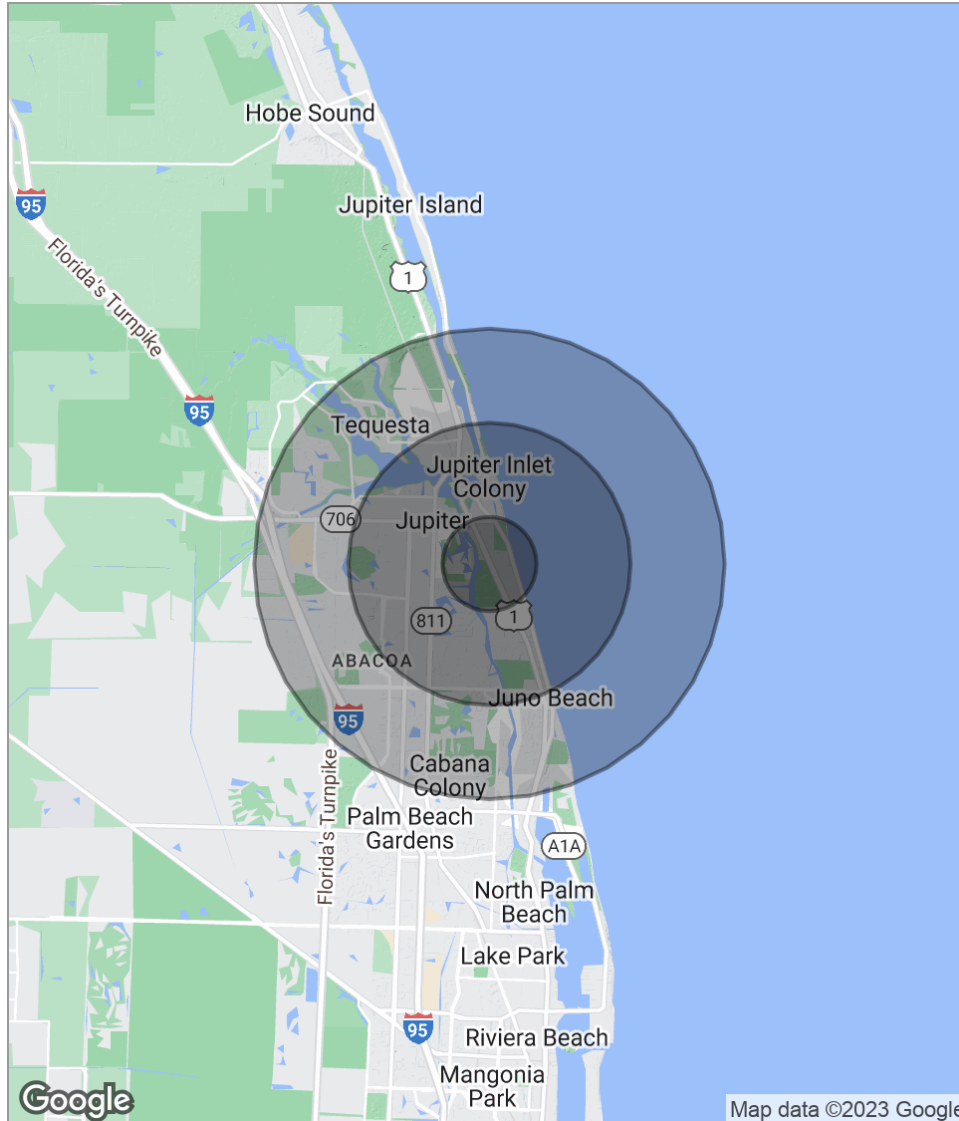 Hobe Sound
95
Jupiter Island
Florida's Turnpike
1
95
Tequesta
Jupiter Inlet
Colony
706
Jupiter
811
1
ABACOA
Juno Beach
95
Cabana
Colony
Florida's Turnpike
Palm Beach
Gardens
A1A
North Palm
Beach
Lake Park
95
Riviera Beach
Mangonia
Park
Google
Map data ©2023 Google